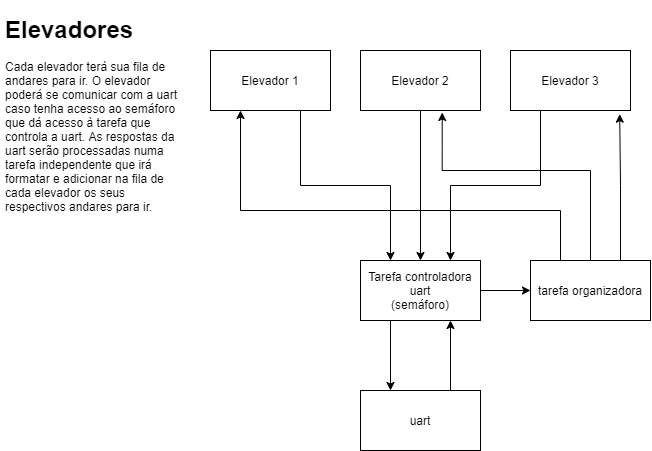 Elevadores
Cada elevador terá sua fila de
andares para ir. O elevador
poderá se comunicar com a uart
caso tenha acesso ao semáforo
que dá acesso à tarefa que
controla a uart. As respostas da
uart serão processadas numa
tarefa independente que irá
formatar e adicionar na fila de
cada elevador os seus
respectivos andares para ir.
Elevador 1
Elevador 2
Elevador 3
Tarefa controladora
uart
(semáforo)
tarefa organizadora
uart